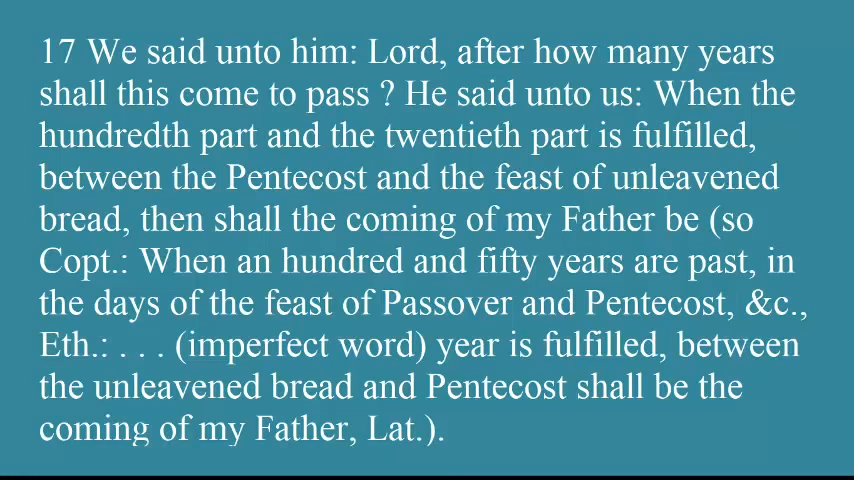 17 We said unto him: Lord, after how many years
shall this come to pass ? He said unto us: When the
hundredth part and the twentieth part is fulfilled,
between the Pentecost and the feast of unleavened
bread, then shall the coming of my Father be (so
Copt.: When an hundred and fifty years are past, in
the days of the feast of Passover and Pentecost, &c.,
Eth.: . . . (imperfect word) year is fulfilled, between
the unleavened bread and Pentecost shall be the
coming of my Father, Lat.).